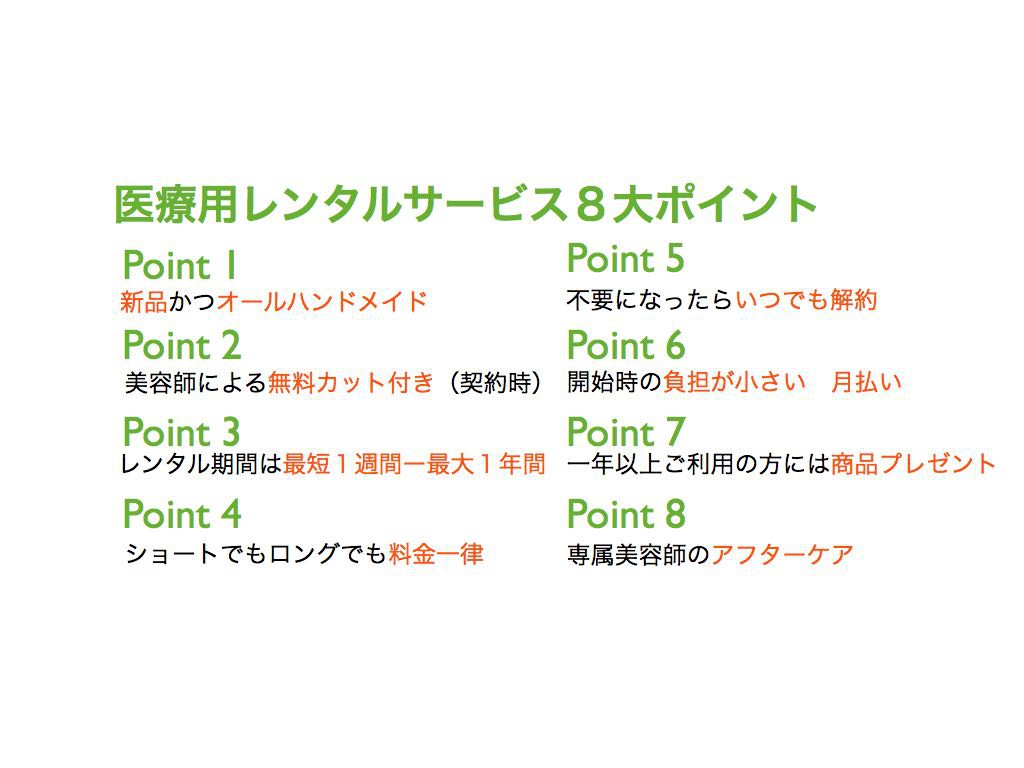 医療用レンタルサービス８大ポイント
Point 1
新品かつオールハンドメイド
Point 2
美容師による無料カット付き（契約時）
Point 3
レンタル期間は最短１週間ー最大１年間
Point 4
ショートでもロングでも料金一律
Point 5
不要になったらいつでも解約
Point 6
開始時の負担が小さい　月払い
Point 7
一年以上ご利用の方には商品プレゼント
Point 8
専属美容師のアフターケア